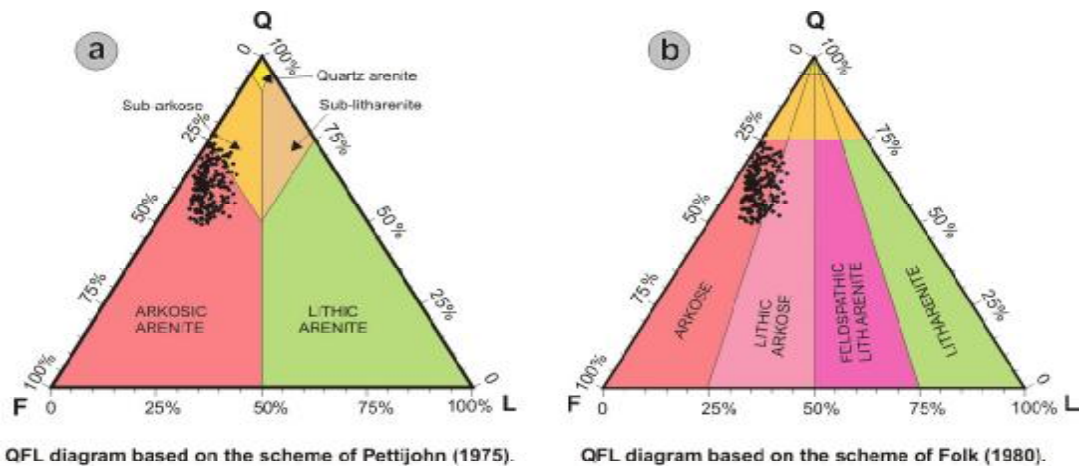 a
Q
0
100%
Quartz arenite
Sub-arkose
Sub-litharenite
25%
75%
50%
50%
75%
25%
ARKOSIC
ARENITE
LITHIC
ARENITE
100%
0
F
0
25%
50%
75%
100%
L
QFL diagram based on the scheme of Pettijohn (1975).
b
Q
0
100%
25%
75%
50%
50%
75%
25%
ARKOSE
LITHIC
ARKOSE
FELDSPATHIC
LITH ARENITE
LITHARENITE
100%
0
F
0
25%
50%
75%
100%
L
QFL diagram based on the scheme of Folk (1980).